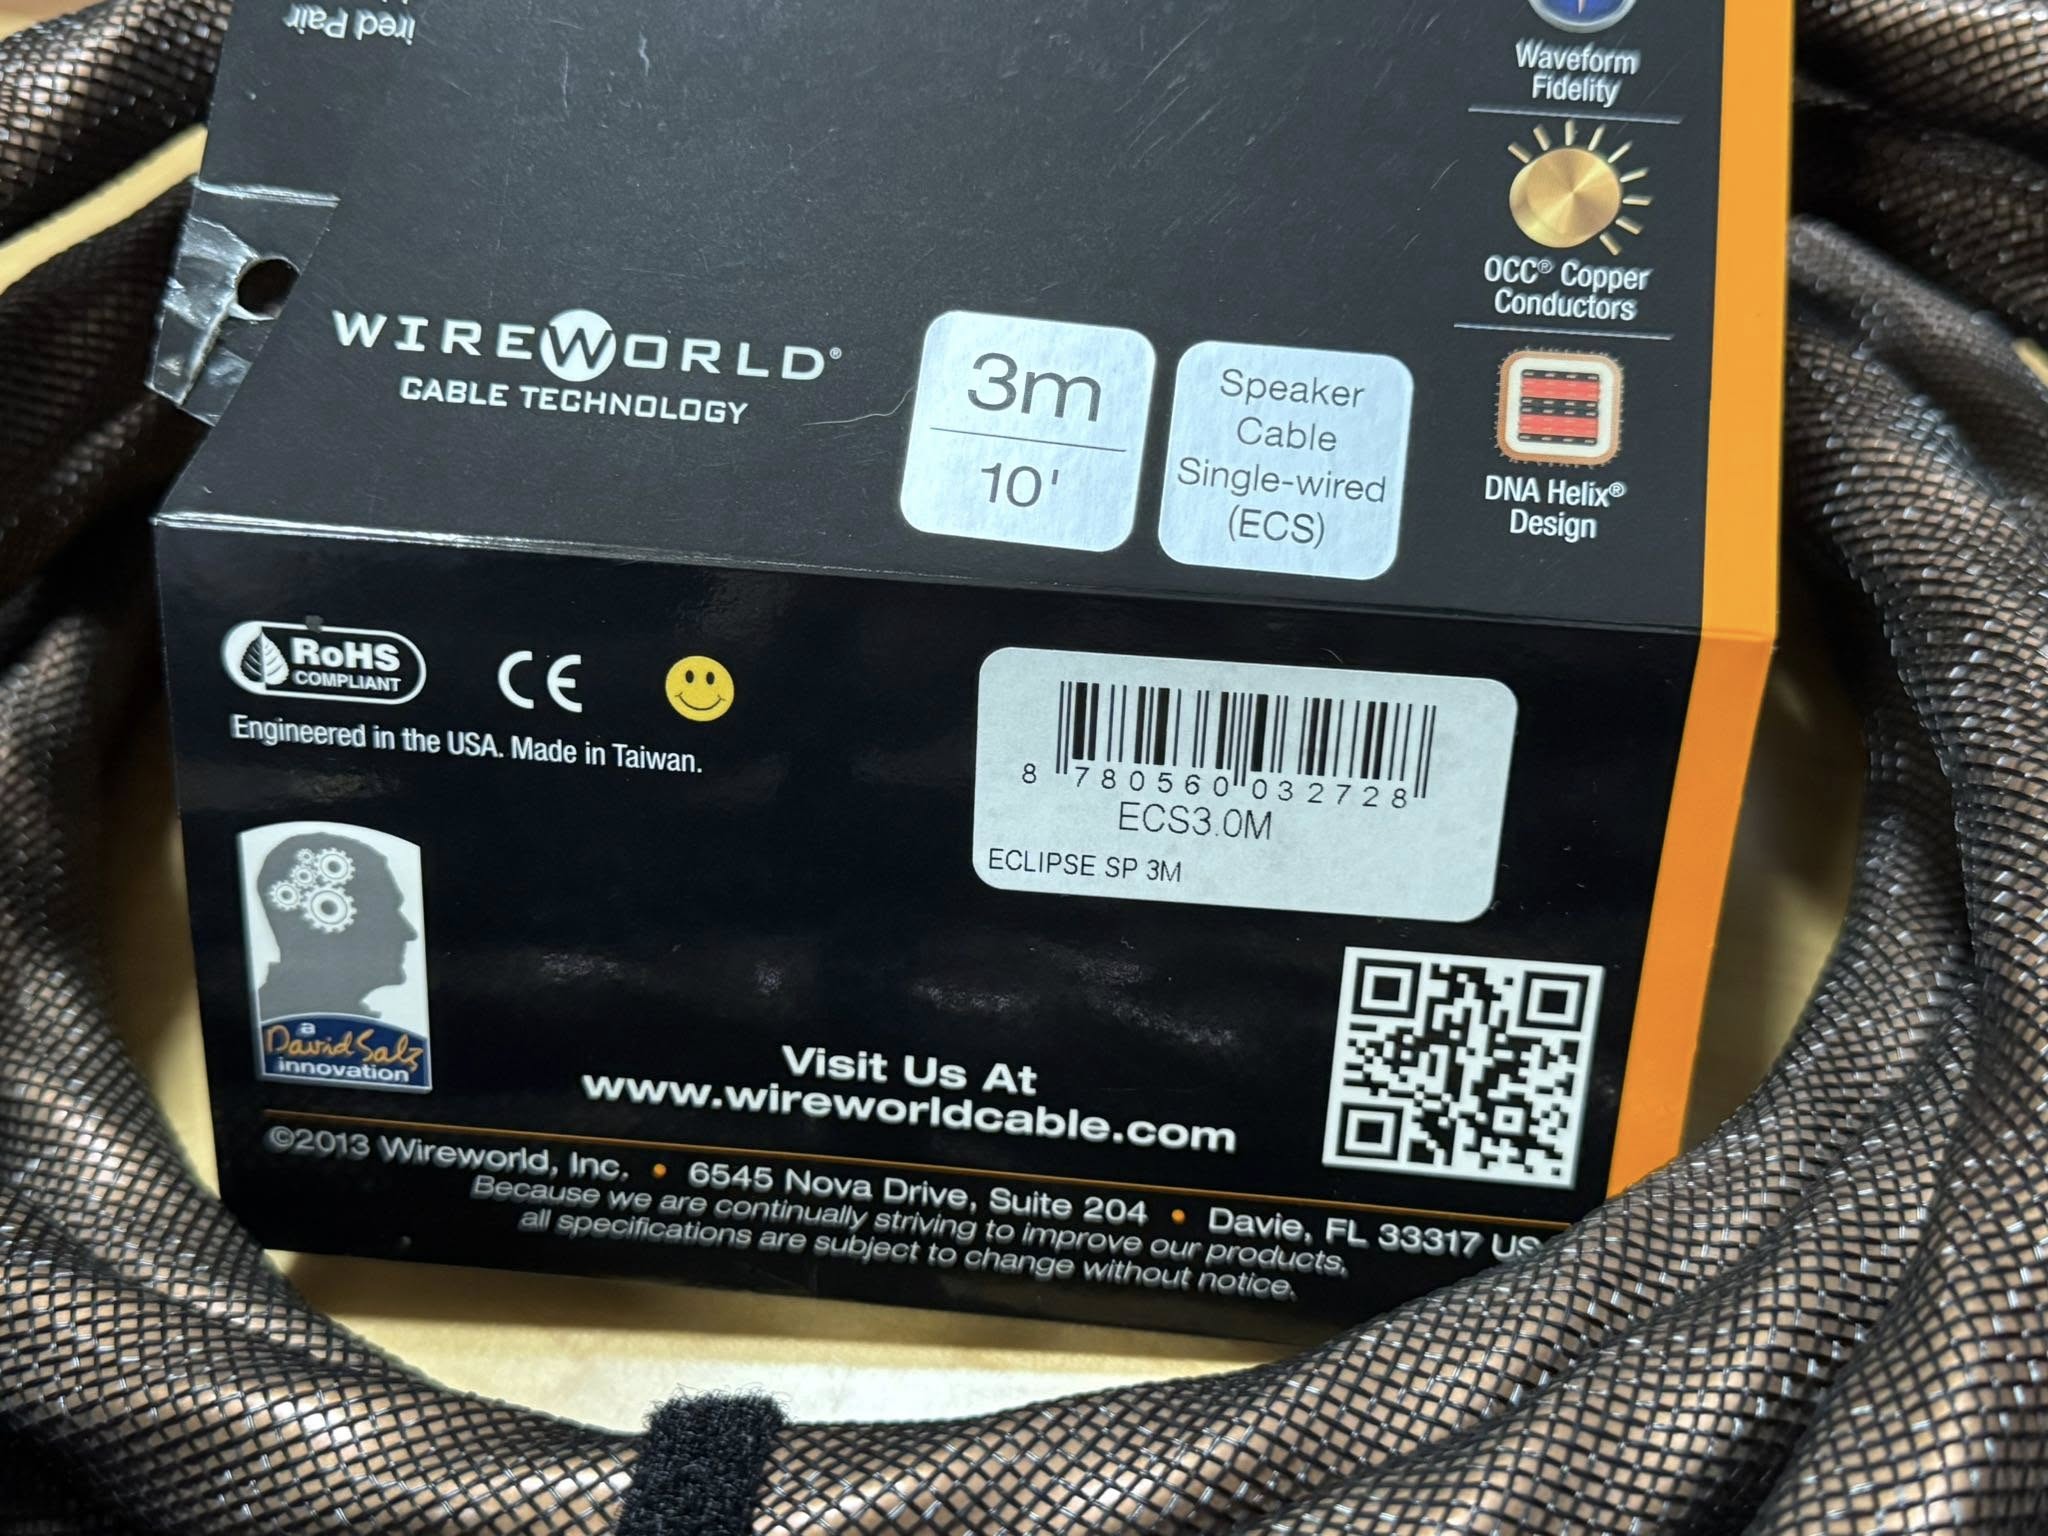 ired Pair
Waveform
Fidelity
OCC® Copper
Conductors
WIREWORLD®
CABLE TECHNOLOGY
3m
10'
Speaker
Cable
Single-wired
(ECS)
DNA Helix®
Design
RoHS
COMPLIANT
CE
Engineered in the USA. Made in Taiwan.
8 780560 032728
ECS3.0M
ECLIPSE SP 3M
a
David Salz
innovation
Visit Us At
www.wireworldcable.com
©2013 Wireworld, Inc. • 6545 Nova Drive, Suite 204 • Davie, FL 33317 US
Because we are continually striving to improve our products,
all specifications are subject to change without notice.